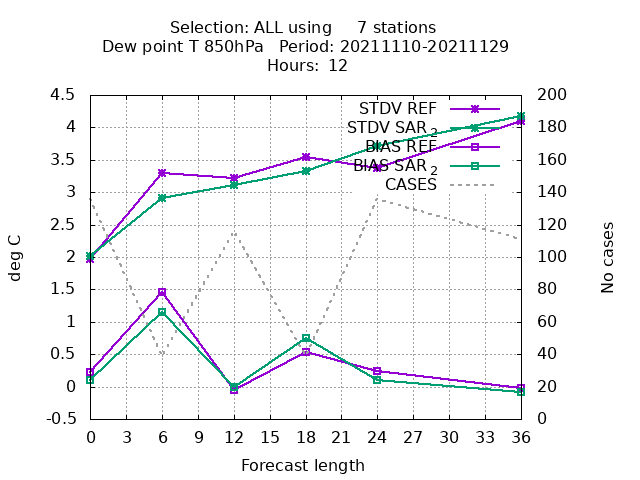 Selection: ALL using     7 stations
Dew point T 850hPa   Period: 20211110-20211129
Hours: 12
4.5
4
3.5
3
2.5
2
1.5
1
0.5
0
-0.5
deg C
STDV REF
STDV SAR 2
BIAS REF
BIAS SAR 2
CASES
200
180
160
140
120
100
80
60
40
20
0
No cases
0 3 6 9 12 15 18 21 24 27 30 33 36
Forecast length